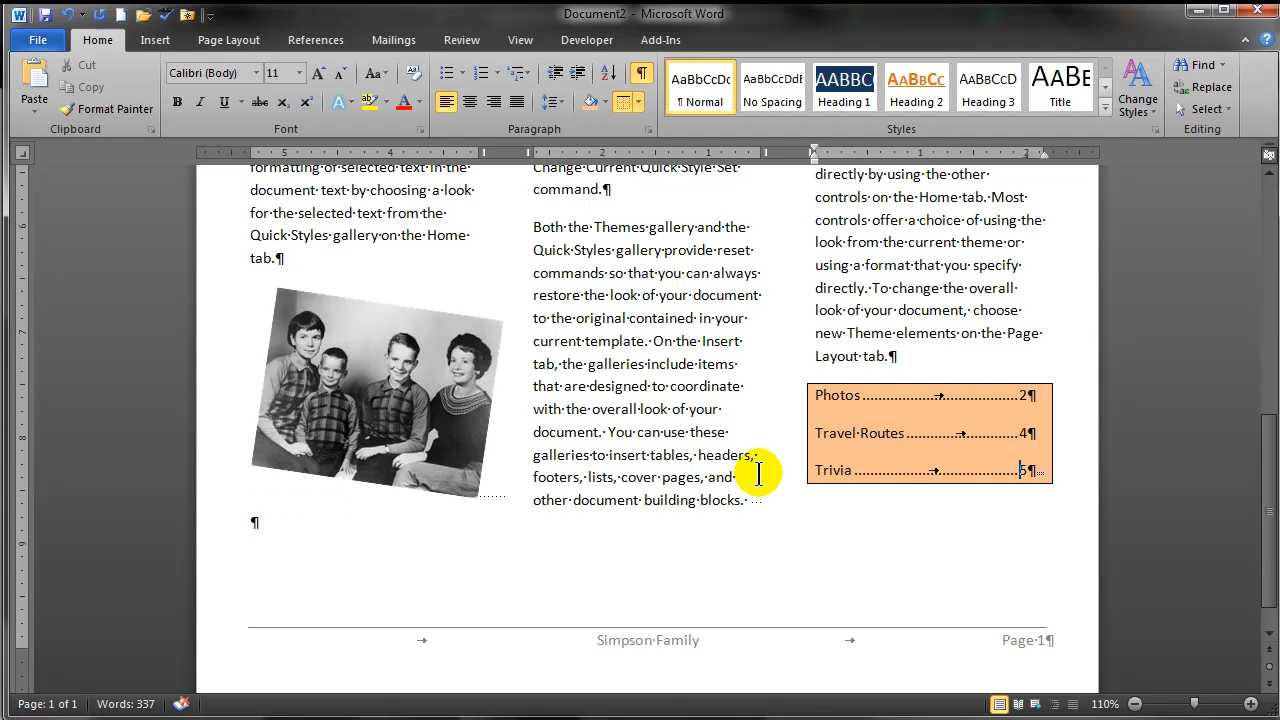 Document2 - Microsoft Word
File Home Insert Page Layout References Mailings Review View Developer Add-Ins
Paste
Cut
Copy
Format Painter
Clipboard
Calibri (Body) 11
Font
Paragraph
AaBbCcDc AaBbCcDdE AABBC AABBCC AaBbCcD AaBb
¶ Normal No Spacing Heading 1 Heading 2 Heading 3 Title
Change Styles
Styles
Find
Replace
Select
Editing
formatting of selected text in the
document text by choosing a look
for the selected text from the
Quick Styles gallery on the Home
tab.¶
¶
Change Current Quick Style Set
command.¶
Both the Themes gallery and the
Quick Styles gallery provide reset
commands so that you can always
restore the look of your document
to the original contained in your
current template. On the Insert
tab, the galleries include items
that are designed to coordinate
with the overall look of your
document. You can use these
galleries to insert tables, headers,
footers, lists, cover pages, and
other document building blocks.
directly by using the other
controls on the Home tab. Most
controls offer a choice of using the
look from the current theme or
using a format that you specify
directly. To change the overall
look of your document, choose
new Theme elements on the Page
Layout tab.¶
Photos ............................ 2¶
Travel Routes ............................ 4¶
Trivia ............................ 5¶
Simpson Family Page 1¶
Page: 1 of 1 Words: 337 110%